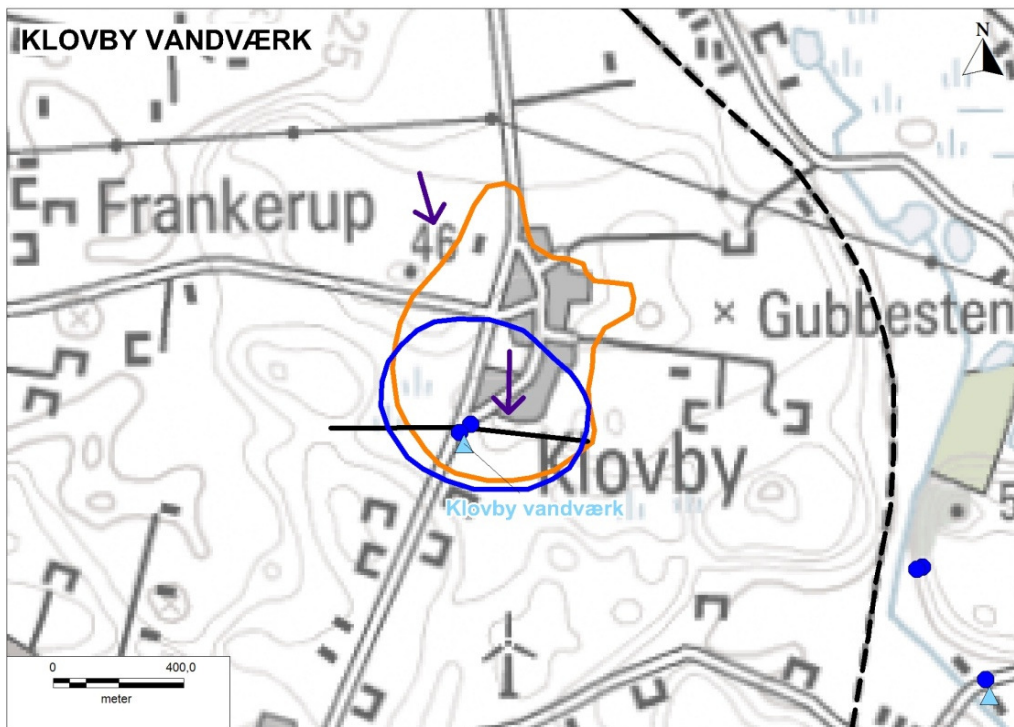 KLOVBY VANDVÆRK
N
25
Frankerup
46
Gubbesten
Klovby
Klovby vandværk
5
0
400,0
meter